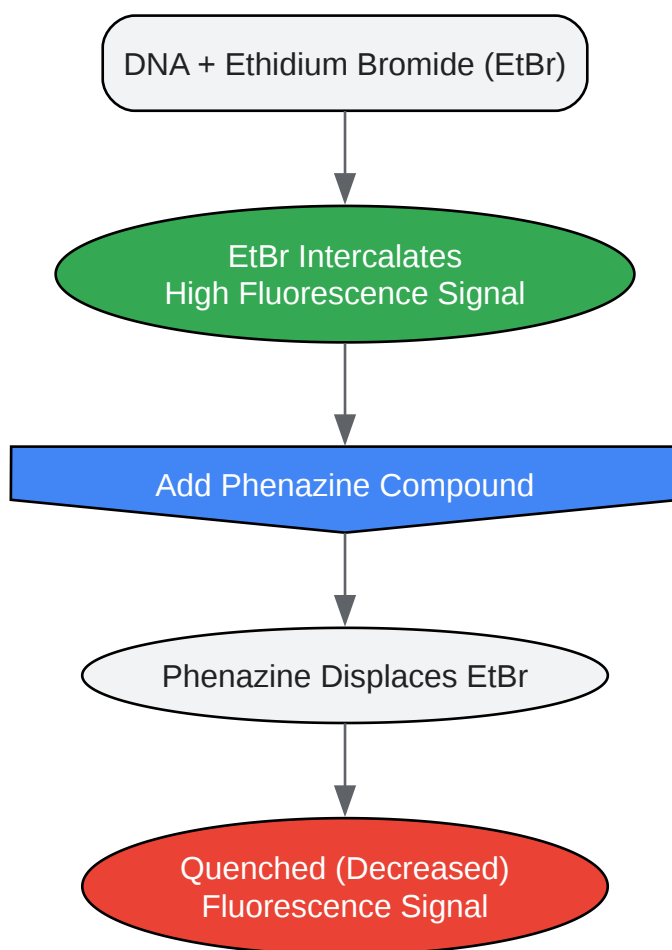 DNA + Ethidium Bromide (EtBr)
EtBr Intercalates
High Fluorescence Signal
Add Phenazine Compound
Phenazine Displaces EtBr
Quenched (Decreased)
Fluorescence Signal